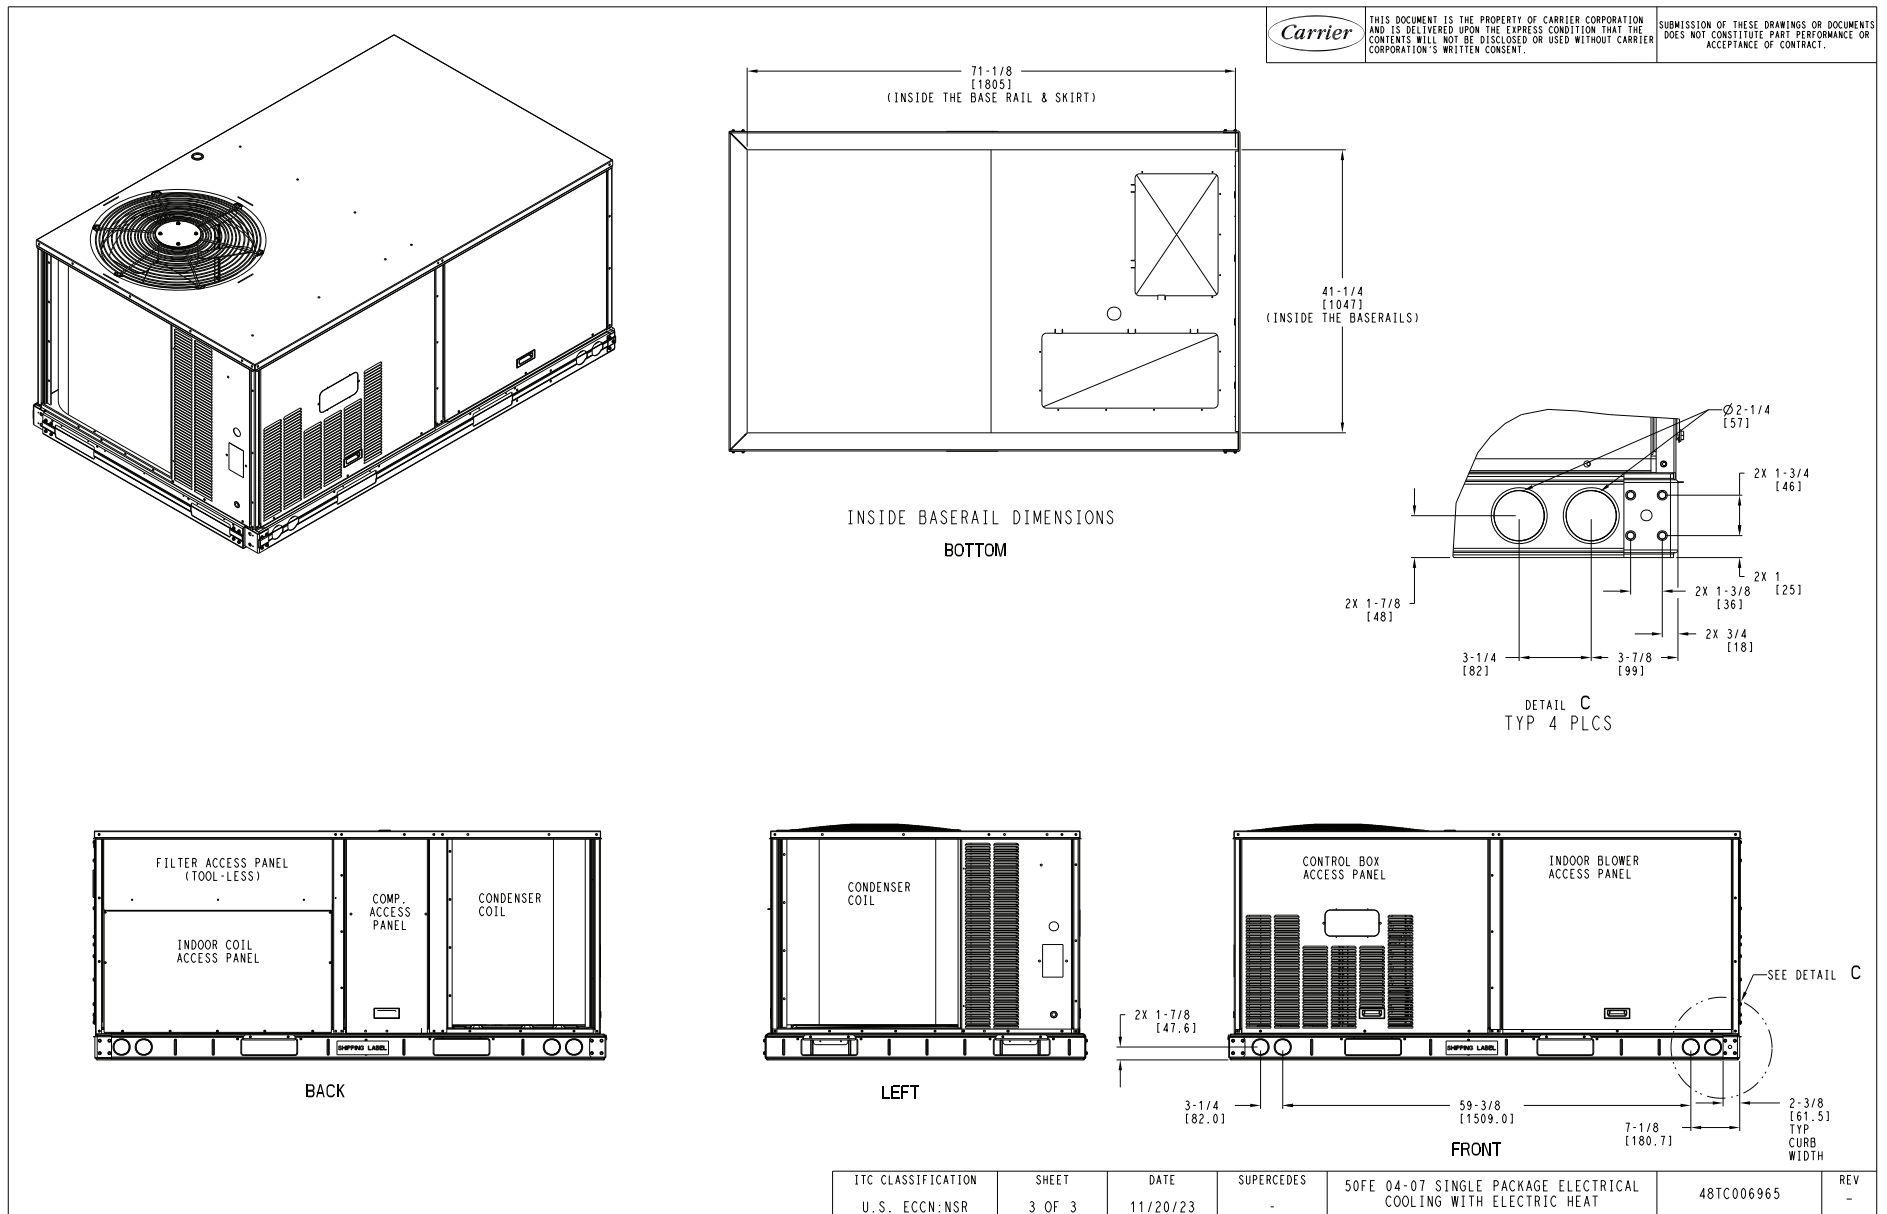 Carrier
THIS DOCUMENT IS THE PROPERTY OF CARRIER CORPORATION
AND IS DELIVERED UPON THE EXPRESS CONDITION THAT THE
CONTENTS WILL NOT BE DISCLOSED OR USED WITHOUT CARRIER
CORPORATION'S WRITTEN CONSENT.
SUBMISSION OF THESE DRAWINGS OR DOCUMENTS
DOES NOT CONSTITUTE PART PERFORMANCE OR
ACCEPTANCE OF CONTRACT.
71-1/8
[1805]
(INSIDE THE BASE RAIL & SKIRT)
41-1/4
[1047]
(INSIDE THE BASERAILS)
INSIDE BASERAIL DIMENSIONS
BOTTOM
Ø2-1/4
[57]
2X 1-3/4
[46]
2X 1
[25]
2X 1-3/8
[36]
2X 1-7/8
[48]
2X 3/4
[18]
3-1/4
[82]
3-7/8
[99]
DETAIL C
TYP 4 PLCS
FILTER ACCESS PANEL
(TOOL-LESS)
INDOOR COIL
ACCESS PANEL
COMP.
ACCESS
PANEL
CONDENSER
COIL
SHIPPING LABEL
BACK
CONDENSER
COIL
LEFT
CONTROL BOX
ACCESS PANEL
INDOOR BLOWER
ACCESS PANEL
SEE DETAIL C
2X 1-7/8
[47.6]
SHIPPING LABEL
3-1/4
[82.0]
59-3/8
[1509.0]
7-1/8
[180.7]
2-3/8
[61.5]
TYP
CURB
WIDTH
FRONT
ITC CLASSIFICATION
U.S. ECCN:NSR
SHEET
3 OF 3
DATE
11/20/23
SUPERCEDES
-
50FE 04-07 SINGLE PACKAGE ELECTRICAL
COOLING WITH ELECTRIC HEAT
48TC006965
REV
-